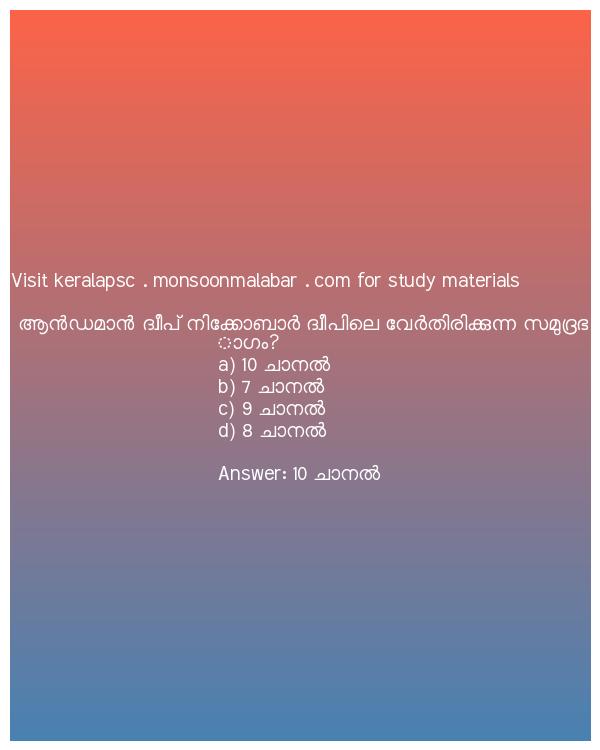 Visit keralapsc . monsoonmalabar . com for study materials
ആൻഡമാൻ ദ്വീപ് നിക്കോബാർ ദ്വീപിലെ വേർതിരിക്കുന്ന സമുദ്രഭ
ാഗം?
a) 10 ചാനൽ
b) 7 ചാനൽ
c) 9 ചാനൽ
d) 8 ചാനൽ
Answer: 10 ചാനൽ